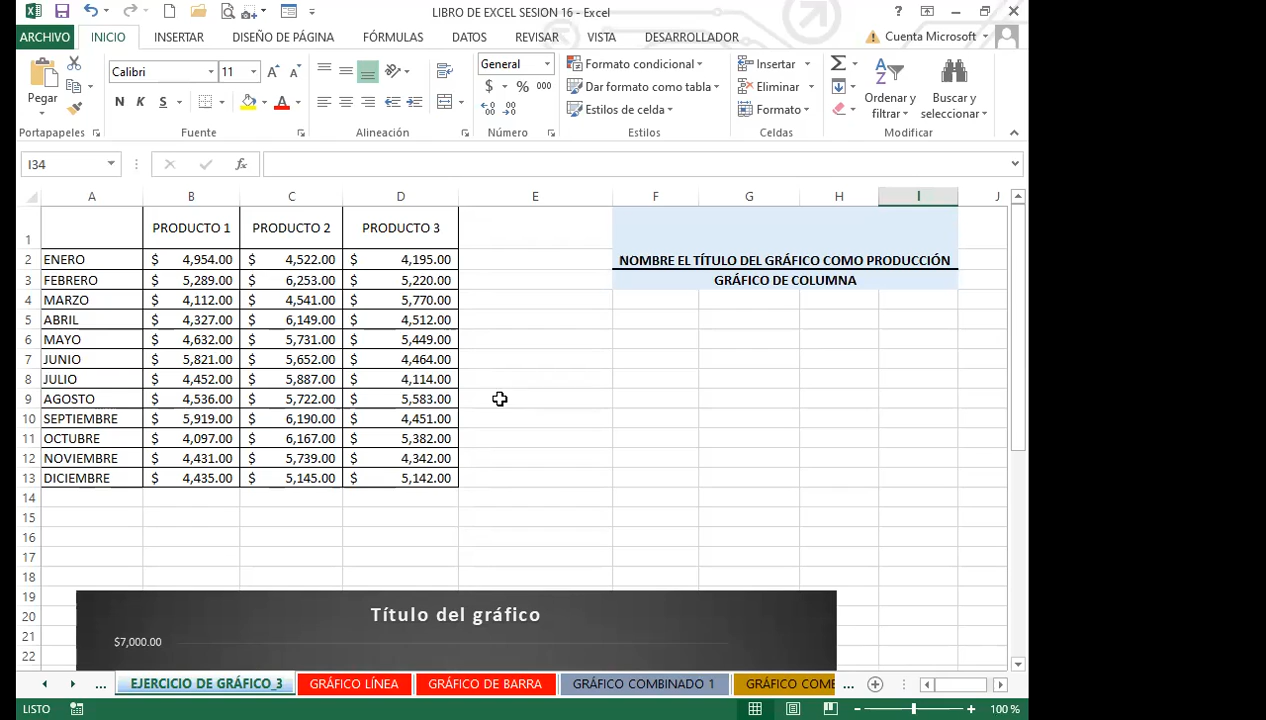 LIBRO DE EXCEL SESION 16 - Excel
ARCHIVO INICIO INSERTAR DISEÑO DE PÁGINA FÓRMULAS DATOS REVISAR VISTA DESARROLLADOR Cuenta Microsoft
Pegar
Portapapeles
Calibri 11
N K S
Fuente
Alineación
General
$ % 000
Número
Formato condicional
Dar formato como tabla
Estilos de celda
Estilos
Insertar
Eliminar
Formato
Celdas
Ordenar y filtrar
Buscar y seleccionar
Modificar
I34 fx
A B C D E F G H I J
1 PRODUCTO 1 PRODUCTO 2 PRODUCTO 3
2 ENERO $ 4,954.00 $ 4,522.00 $ 4,195.00 NOMBRE EL TÍTULO DEL GRÁFICO COMO PRODUCCIÓN
3 FEBRERO $ 5,289.00 $ 6,253.00 $ 5,220.00 GRÁFICO DE COLUMNA
4 MARZO $ 4,112.00 $ 4,541.00 $ 5,770.00
5 ABRIL $ 4,327.00 $ 6,149.00 $ 4,512.00
6 MAYO $ 4,632.00 $ 5,731.00 $ 5,449.00
7 JUNIO $ 5,821.00 $ 5,652.00 $ 4,464.00
8 JULIO $ 4,452.00 $ 5,887.00 $ 4,114.00
9 AGOSTO $ 4,536.00 $ 5,722.00 $ 5,583.00
10 SEPTIEMBRE $ 5,919.00 $ 6,190.00 $ 4,451.00
11 OCTUBRE $ 4,097.00 $ 6,167.00 $ 5,382.00
12 NOVIEMBRE $ 4,431.00 $ 5,739.00 $ 4,342.00
13 DICIEMBRE $ 4,435.00 $ 5,145.00 $ 5,142.00
14
15
16
17
18
19
20 Título del gráfico
21 $7,000.00
22
... EJERCICIO DE GRÁFICO_3 GRÁFICO LÍNEA GRÁFICO DE BARRA GRÁFICO COMBINADO 1 GRÁFICO COME ...
LISTO 100 %